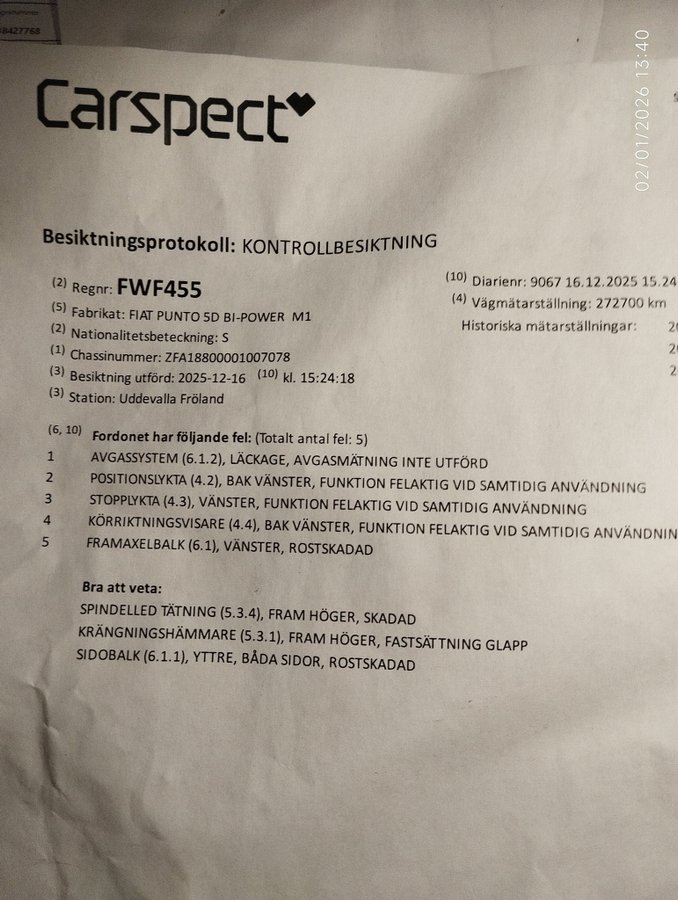 8427768
02/01/2026 13:40
Carspect
Besiktningsprotokoll: KONTROLLBESIKTNING
(2) Regnr: FWF455
(5) Fabrikat: FIAT PUNTO 5D BI-POWER M1
(2) Nationalitetsbeteckning: S
(1) Chassinummer: ZFA18800001007078
(3) Besiktning utförd: 2025-12-16 (10) kl. 15:24:18
(3) Station: Uddevalla Fröland
(10) Diarienr: 9067 16.12.2025 15.24
(4) Vägmätarställning: 272700 km
Historiska mätarställningar:
(6, 10) Fordonet har följande fel: (Totalt antal fel: 5)
1 AVGASSYSTEM (6.1.2), LÄCKAGE, AVGASMÄTNING INTE UTFÖRD
2 POSITIONSLYKTA (4.2), BAK VÄNSTER, FUNKTION FELAKTIG VID SAMTIDIG ANVÄNDNING
3 STOPPLYKTA (4.3), VÄNSTER, FUNKTION FELAKTIG VID SAMTIDIG ANVÄNDNING
4 KÖRRIKTNINGSVISARE (4.4), BAK VÄNSTER, FUNKTION FELAKTIG VID SAMTIDIG ANVÄNDNIN
5 FRAMAXELBALK (6.1), VÄNSTER, ROSTSKADAD
Bra att veta:
SPINDELLED TÄTNING (5.3.4), FRAM HÖGER, SKADAD
KRÄNGNINGSHÄMMARE (5.3.1), FRAM HÖGER, FASTSÄTTNING GLAPP
SIDOBALK (6.1.1), YTTRE, BÅDA SIDOR, ROSTSKADAD